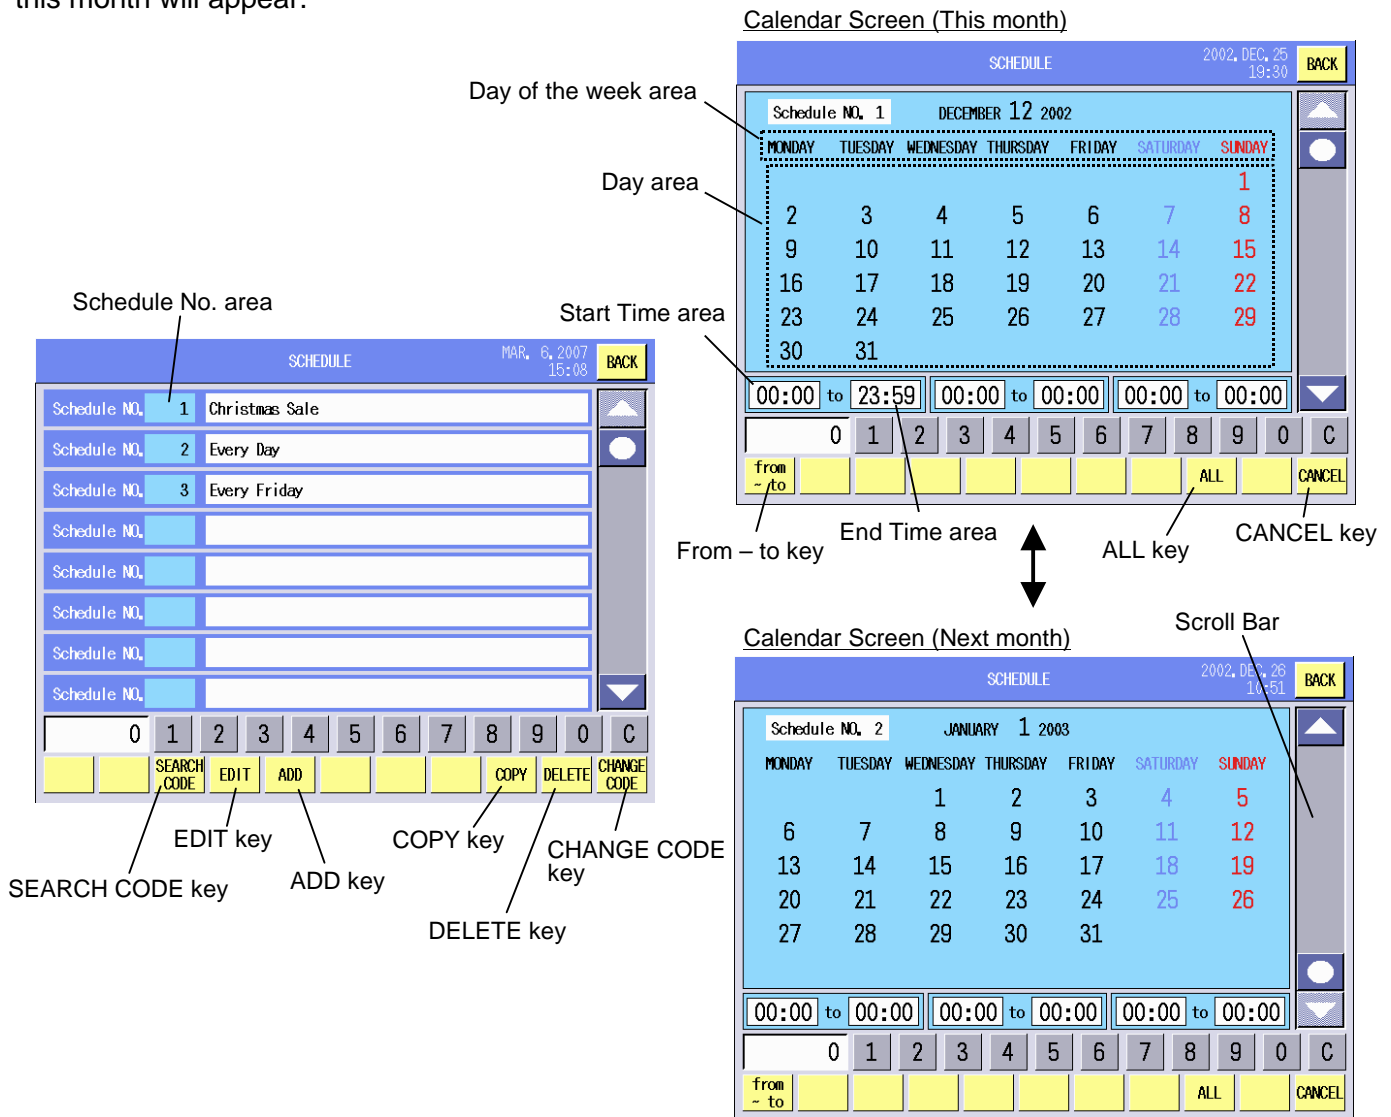 this month will appear.
Calendar Screen (This month)
SCHEDULE
2002. DEC. 25
19:30
BACK
Day of the week area
Schedule NO. 1
DECEMBER 12 2002
MONDAY TUESDAY WEDNESDAY THURSDAY FRIDAY SATURDAY SUNDAY
Day area
1
2 3 4 5 6 7 8
9 10 11 12 13 14 15
16 17 18 19 20 21 22
23 24 25 26 27 28 29
30 31
Start Time area
00:00 to 23:59 00:00 to 00:00 00:00 to 00:00
0 1 2 3 4 5 6 7 8 9 0 C
from
~ to
ALL
CANCEL
From – to key
End Time area
ALL key
CANCEL key
Schedule No. area
SCHEDULE
MAR. 6. 2007
15:08
BACK
Schedule NO. 1 Christmas Sale
Schedule NO. 2 Every Day
Schedule NO. 3 Every Friday
Schedule NO.
Schedule NO.
Schedule NO.
Schedule NO.
Schedule NO.
0 1 2 3 4 5 6 7 8 9 0 C
SEARCH
CODE
EDIT
ADD
COPY
DELETE
CHANGE
CODE
EDIT key
COPY key
CHANGE CODE
key
SEARCH CODE key
ADD key
DELETE key
Scroll Bar
Calendar Screen (Next month)
SCHEDULE
2002. DEC. 26
10:51
BACK
Schedule NO. 2
JANUARY 1 2003
MONDAY TUESDAY WEDNESDAY THURSDAY FRIDAY SATURDAY SUNDAY
1 2 3 4 5
6 7 8 9 10 11 12
13 14 15 16 17 18 19
20 21 22 23 24 25 26
27 28 29 30 31
00:00 to 00:00 00:00 to 00:00 00:00 to 00:00
0 1 2 3 4 5 6 7 8 9 0 C
from
~ to
ALL
CANCEL